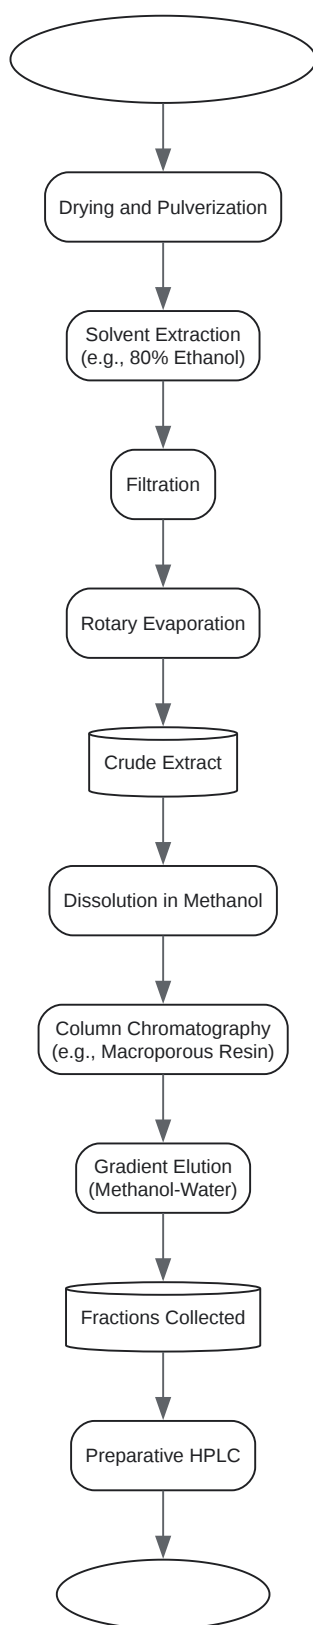 Drying and Pulverization
Solvent Extraction
(e.g., 80% Ethanol)
Filtration
Rotary Evaporation
Crude Extract
Dissolution in Methanol
Column Chromatography
(e.g., Macroporous Resin)
Gradient Elution
(Methanol-Water)
Fractions Collected
Preparative HPLC